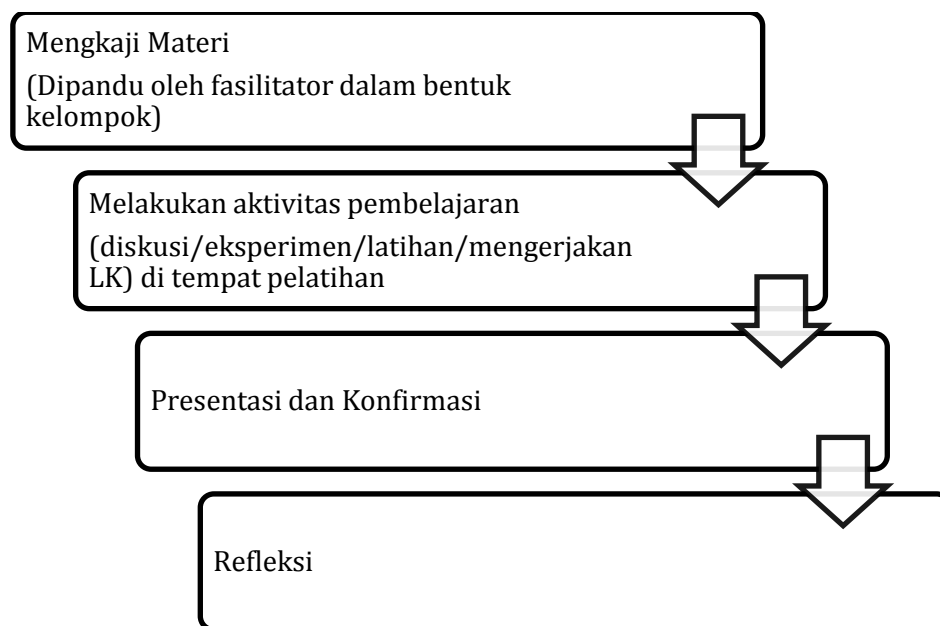 Mengkaji Materi
(Dipandu oleh fasilitator dalam bentuk
kelompok)
Melakukan aktivitas pembelajaran
(diskusi/eksperimen/latihan/mengerjakan
LK) di tempat pelatihan
Presentasi dan Konfirmasi
Refleksi